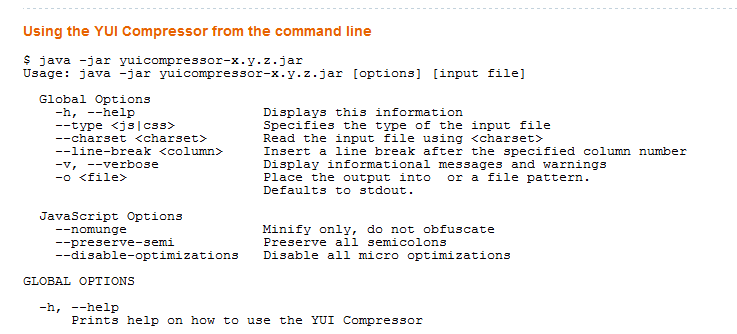 Using the YUI Compressor from the command line
$ java -jar yuicompressor-x.y.z.jar
Usage: java -jar yuicompressor-x.y.z.jar [options] [input file]
Global Options
-h, --help Displays this information
--type <js|css> Specifies the type of the input file
--charset <charset> Read the input file using <charset>
--line-break <column> Insert a line break after the specified column number
-v, --verbose Display informational messages and warnings
-o <file> Place the output into or a file pattern.
Defaults to stdout.
JavaScript Options
--nomunge Minify only, do not obfuscate
--preserve-semi Preserve all semicolons
--disable-optimizations Disable all micro optimizations
GLOBAL OPTIONS
-h, --help
Prints help on how to use the YUI Compressor